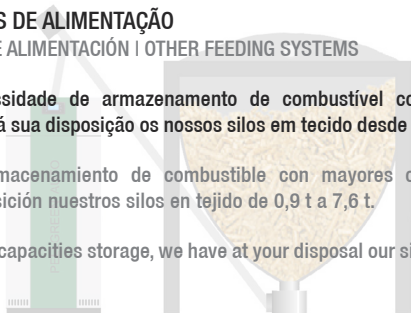 S DE ALIMENTAÇÃO
E ALIMENTACIÓN | OTHER FEEDING SYSTEMS
ssidade de armazenamento de combustível co
á sua disposição os nossos silos em tecido desde
macenamiento de combustible con mayores c
sición nuestros silos en tejido de 0,9 t a 7,6 t.
capacities storage, we have at your disposal our si